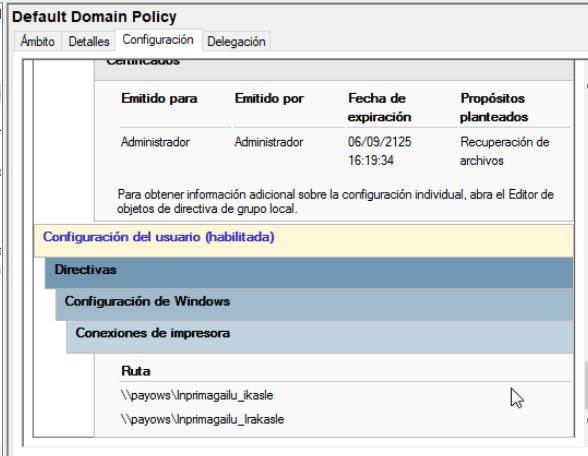 Default Domain Policy
Ámbito Detalles Configuración Delegación
Certificados
Emitido para Emitido por Fecha de expiración Propósitos planteados
Administrador Administrador 06/09/2125 16:19:34 Recuperación de archivos
Para obtener información adicional sobre la configuración individual, abra el Editor de
objetos de directiva de grupo local.
Configuración del usuario (habilitada)
Directivas
Configuración de Windows
Conexiones de impresora
Ruta
\\payows\Inprimagailu_ikasle
\\payows\Inprimagailu_Irakasle